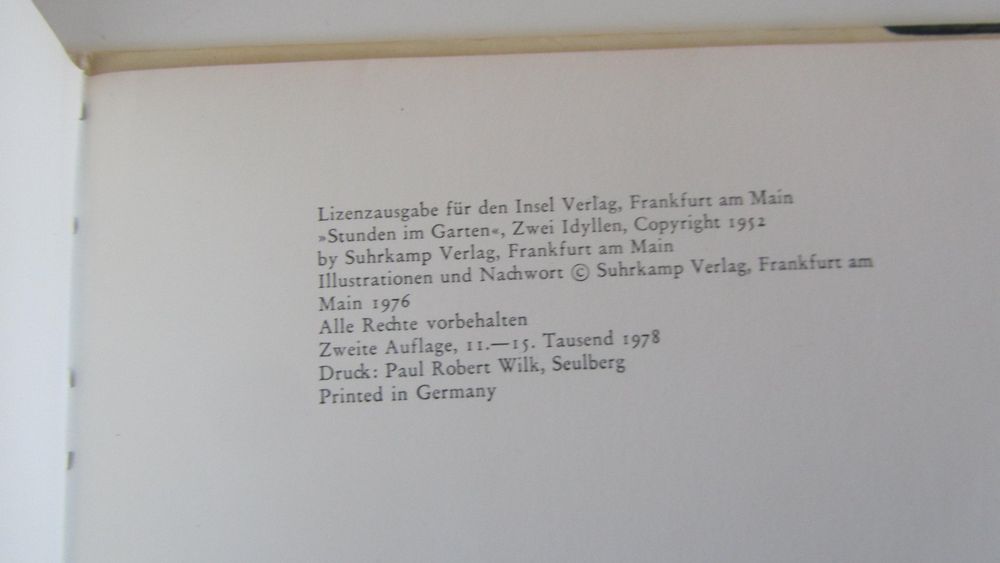 Lizenzausgabe für den Insel Verlag, Frankfurt am Main
»Stunden im Garten«, Zwei Idyllen, Copyright 1952
by Suhrkamp Verlag, Frankfurt am Main
Illustrationen und Nachwort © Suhrkamp Verlag, Frankfurt am
Main 1976
Alle Rechte vorbehalten
Zweite Auflage, 11.—15. Tausend 1978
Druck: Paul Robert Wilk, Seulberg
Printed in Germany